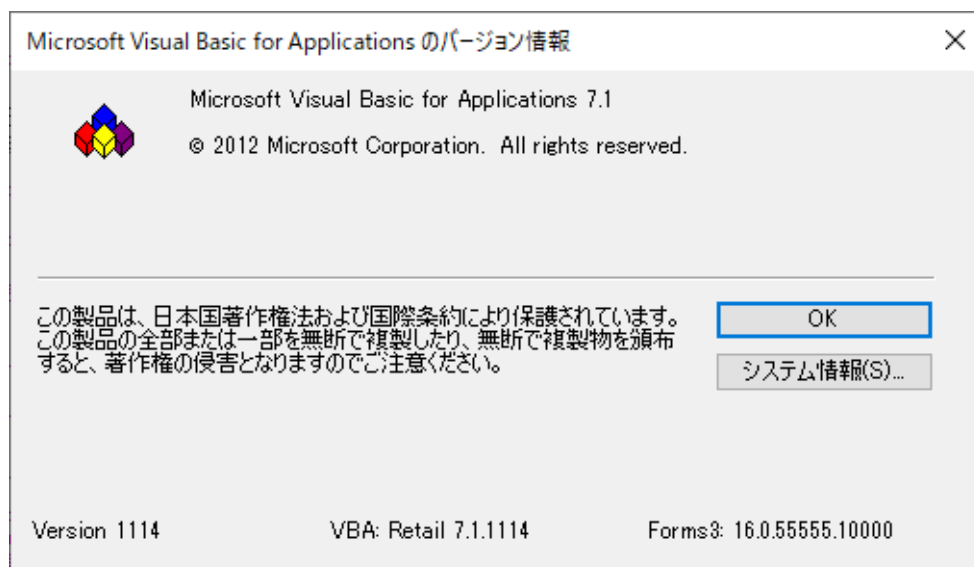 Microsoft Visual Basic for Applications のバージョン情報
Microsoft Visual Basic for Applications 7.1
© 2012 Microsoft Corporation. All rights reserved.
この製品は、日本国著作権法および国際条約により保護されています。
この製品の全部または一部を無断で複製したり、無断で複製物を頒布
すると、著作権の侵害となりますのでご注意ください。
OK
システム情報(S)...
Version 1114
VBA: Retail 7.1.1114
Forms3: 16.0.55555.10000